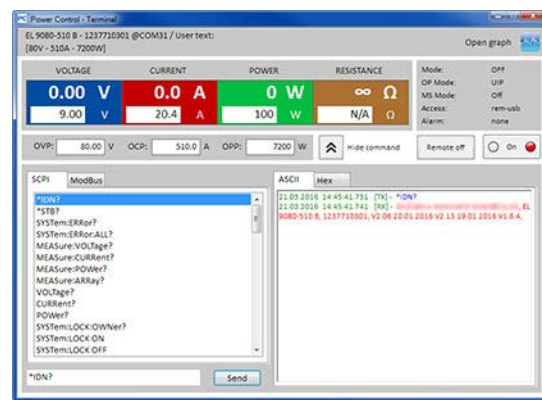 Power Control - Terminal
EL 9080-510 B - 1237710301 @COM31 / User text:
[80V - 510A - 7200W]
Open graph
VOLTAGE CURRENT POWER RESISTANCE
0.00 V 0.0 A 0 W ∞ Ω
9.00 V 20.4 A 100 W N/A Ω
Mode: OFF
OP Mode: UIP
MS Mode: Off
Access: rem-usb
Alarm: none
OVP: 80.00 V OCP: 510.0 A OPP: 7200 W Hide command Remote off On
SCPI ModBus
*IDN?
*STB?
SYSTem:ERRor?
SYSTem:ERRor:ALL?
MEASure:VOLTage?
MEASure:CURRent?
MEASure:POWer?
MEASure:ARRay?
VOLTage?
CURRent?
POWer?
SYSTem:LOCK:OWNer?
SYSTem:LOCK ON
SYSTem:LOCK OFF
*IDN? Send
ASCII Hex
21.03.2016 14:45:41.731 [TX] - *IDN?
21.03.2016 14:45:41.741 [RX] - , EL
9080-510 B, 1237710301, V2.06 20.01.2016 V2.13 19.01.2016 V1.6.4,